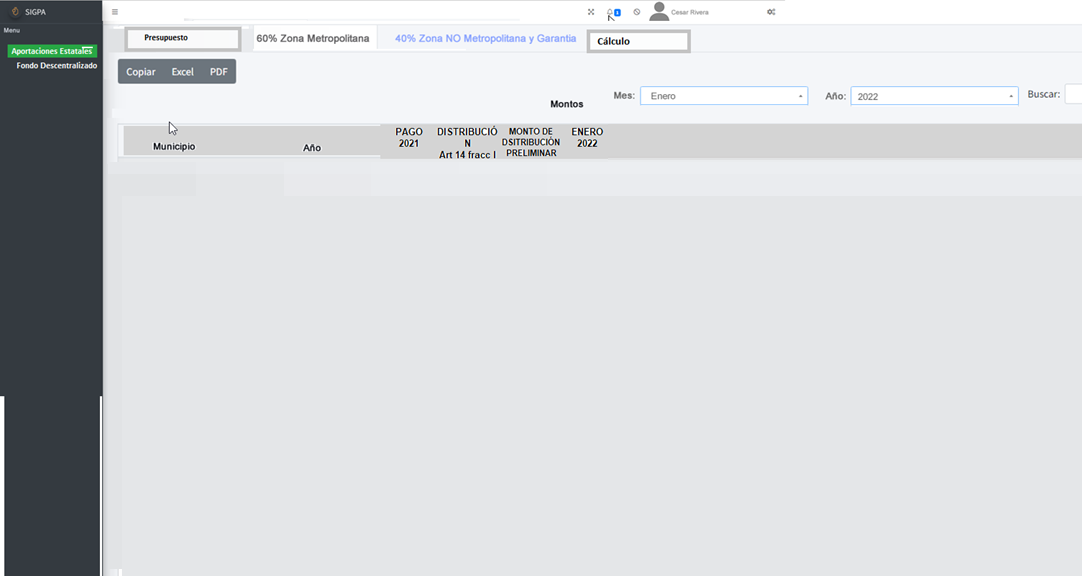 SIGPA
1
Cesar Rivera
Menu
Presupuesto
60% Zona Metropolitana
40% Zona NO Metropolitana y Garantia
Cálculo
Aportaciones Estatales
Fondo Descentralizado
Copiar
Excel
PDF
Montos
Mes:
Enero
Año:
2022
Buscar:
Municipio
Año
PAGO
2021
DISTRIBUCIÓ
N
Art 14 fracc I
MONTO DE
DSITRIBUCIÓN
PRELIMINAR
ENERO
2022